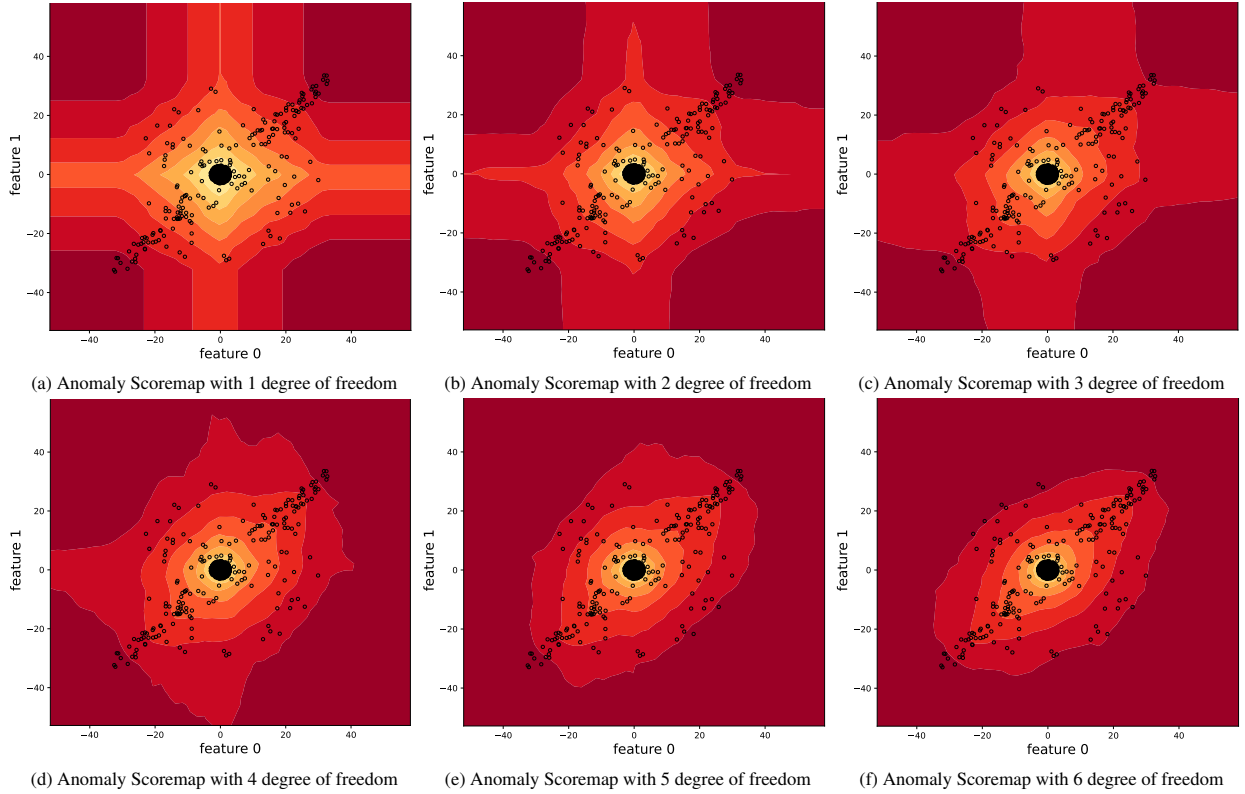 40
20
0
−20
−40
feature 1
−40 −20 0 20 40
feature 0
(a) Anomaly Scoremap with 1 degree of freedom
40
20
0
−20
−40
feature 1
−40 −20 0 20 40
feature 0
(b) Anomaly Scoremap with 2 degree of freedom
40
20
0
−20
−40
feature 1
−40 −20 0 20 40
feature 0
(c) Anomaly Scoremap with 3 degree of freedom
40
20
0
−20
−40
feature 1
−40 −20 0 20 40
feature 0
(d) Anomaly Scoremap with 4 degree of freedom
40
20
0
−20
−40
feature 1
−40 −20 0 20 40
feature 0
(e) Anomaly Scoremap with 5 degree of freedom
40
20
0
−20
−40
feature 1
−40 −20 0 20 40
feature 0
(f) Anomaly Scoremap with 6 degree of freedom